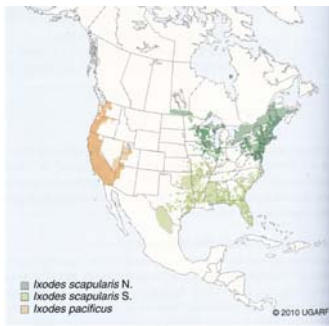 Ixodes scapularis N.
Ixodes scapularis S.
Ixodes pacificus
© 2010 UGARF